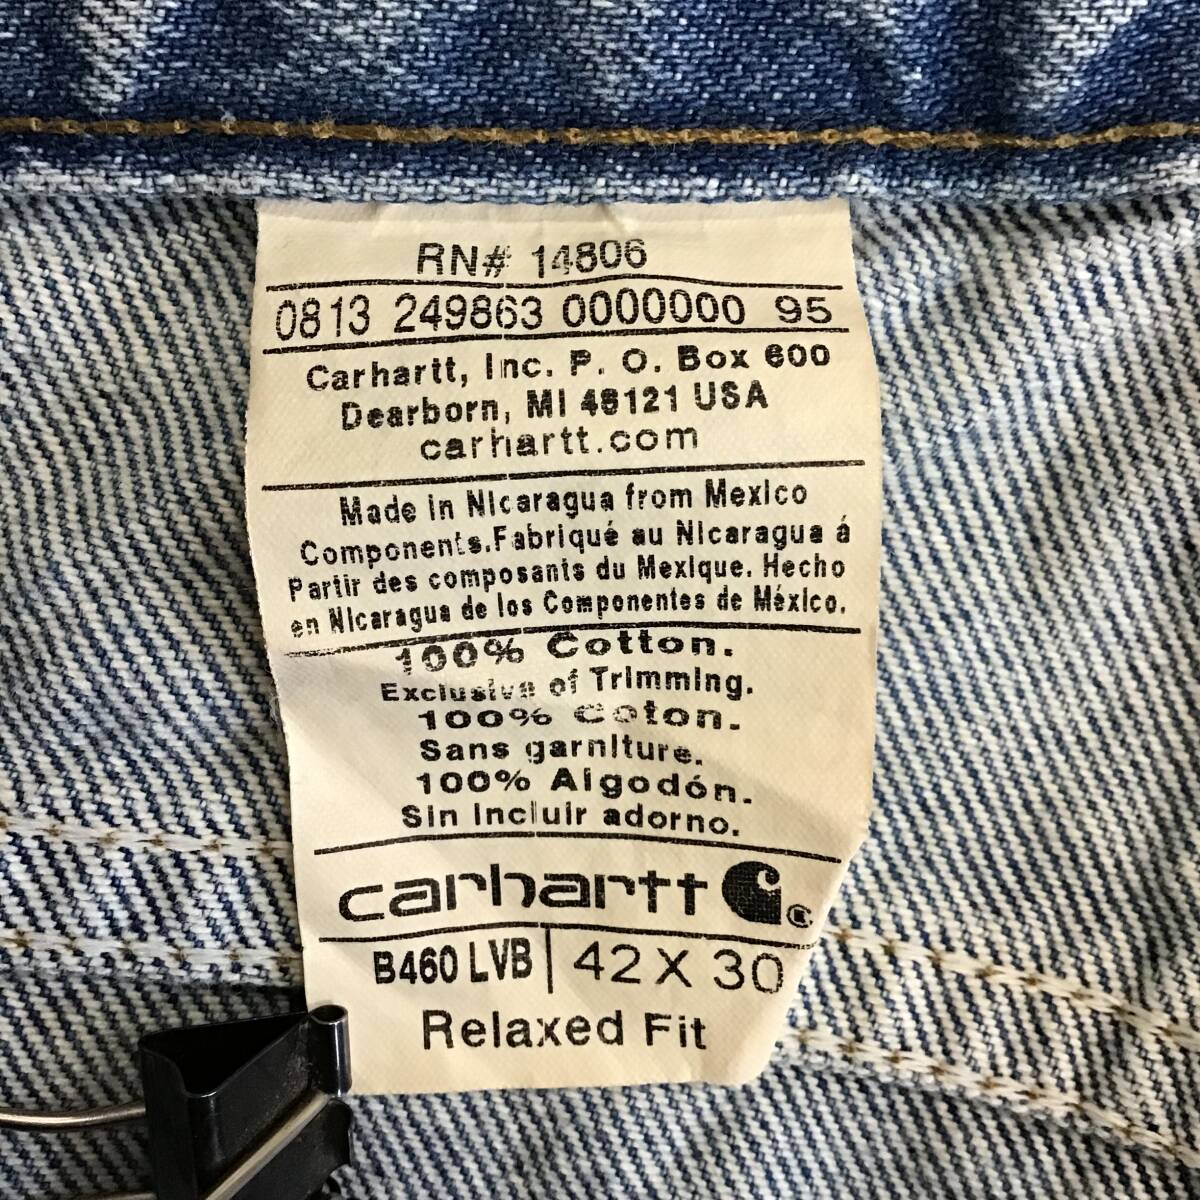 RN# 14806
0813 249863 0000000 95
Carhartt, Inc. P. O. Box 600
Dearborn, MI 48121 USA
carhartt.com
Made in Nicaragua from Mexico
Components.Fabriqué au Nicaragua á
Partir des composants du Mexique. Hecho
en Nicaragua de los Componentes de México.
100% Cotton.
Exclusive of Trimming.
100% Coton.
Sans garniture.
100% Algodón.
Sin Incluir adorno.
carhartt ®
B460 LVB | 42 X 30
Relaxed Fit